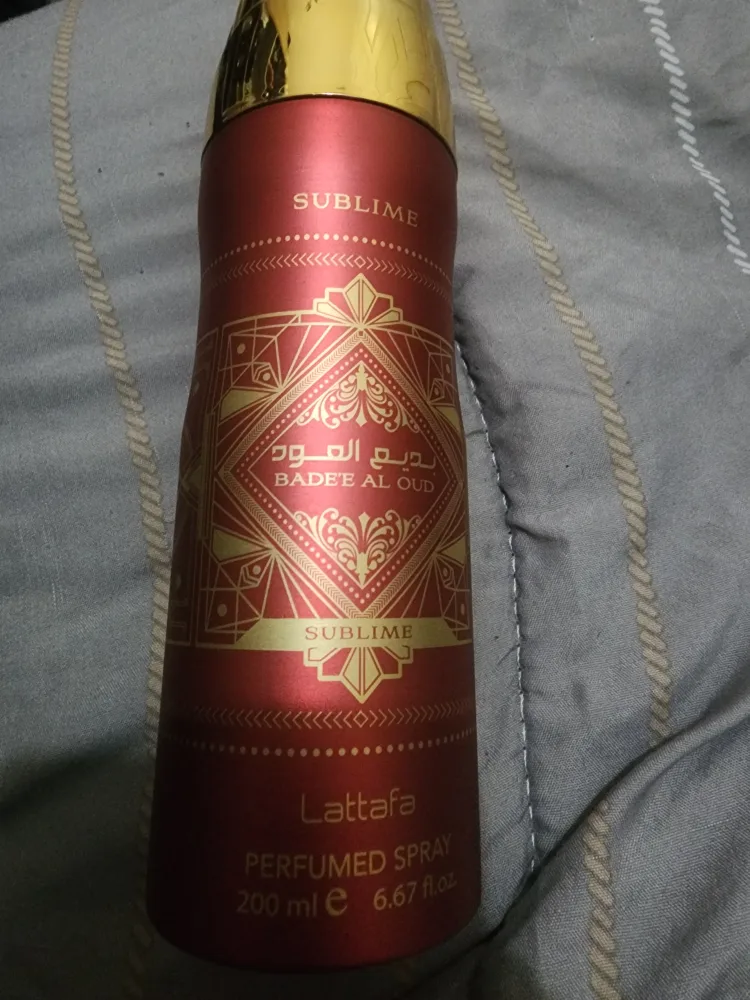 SUBLIME
بديع العود
BADE'E AL OUD
SUBLIME
Lattafa
PERFUMED SPRAY
200 ml e 6.67 fl.oz